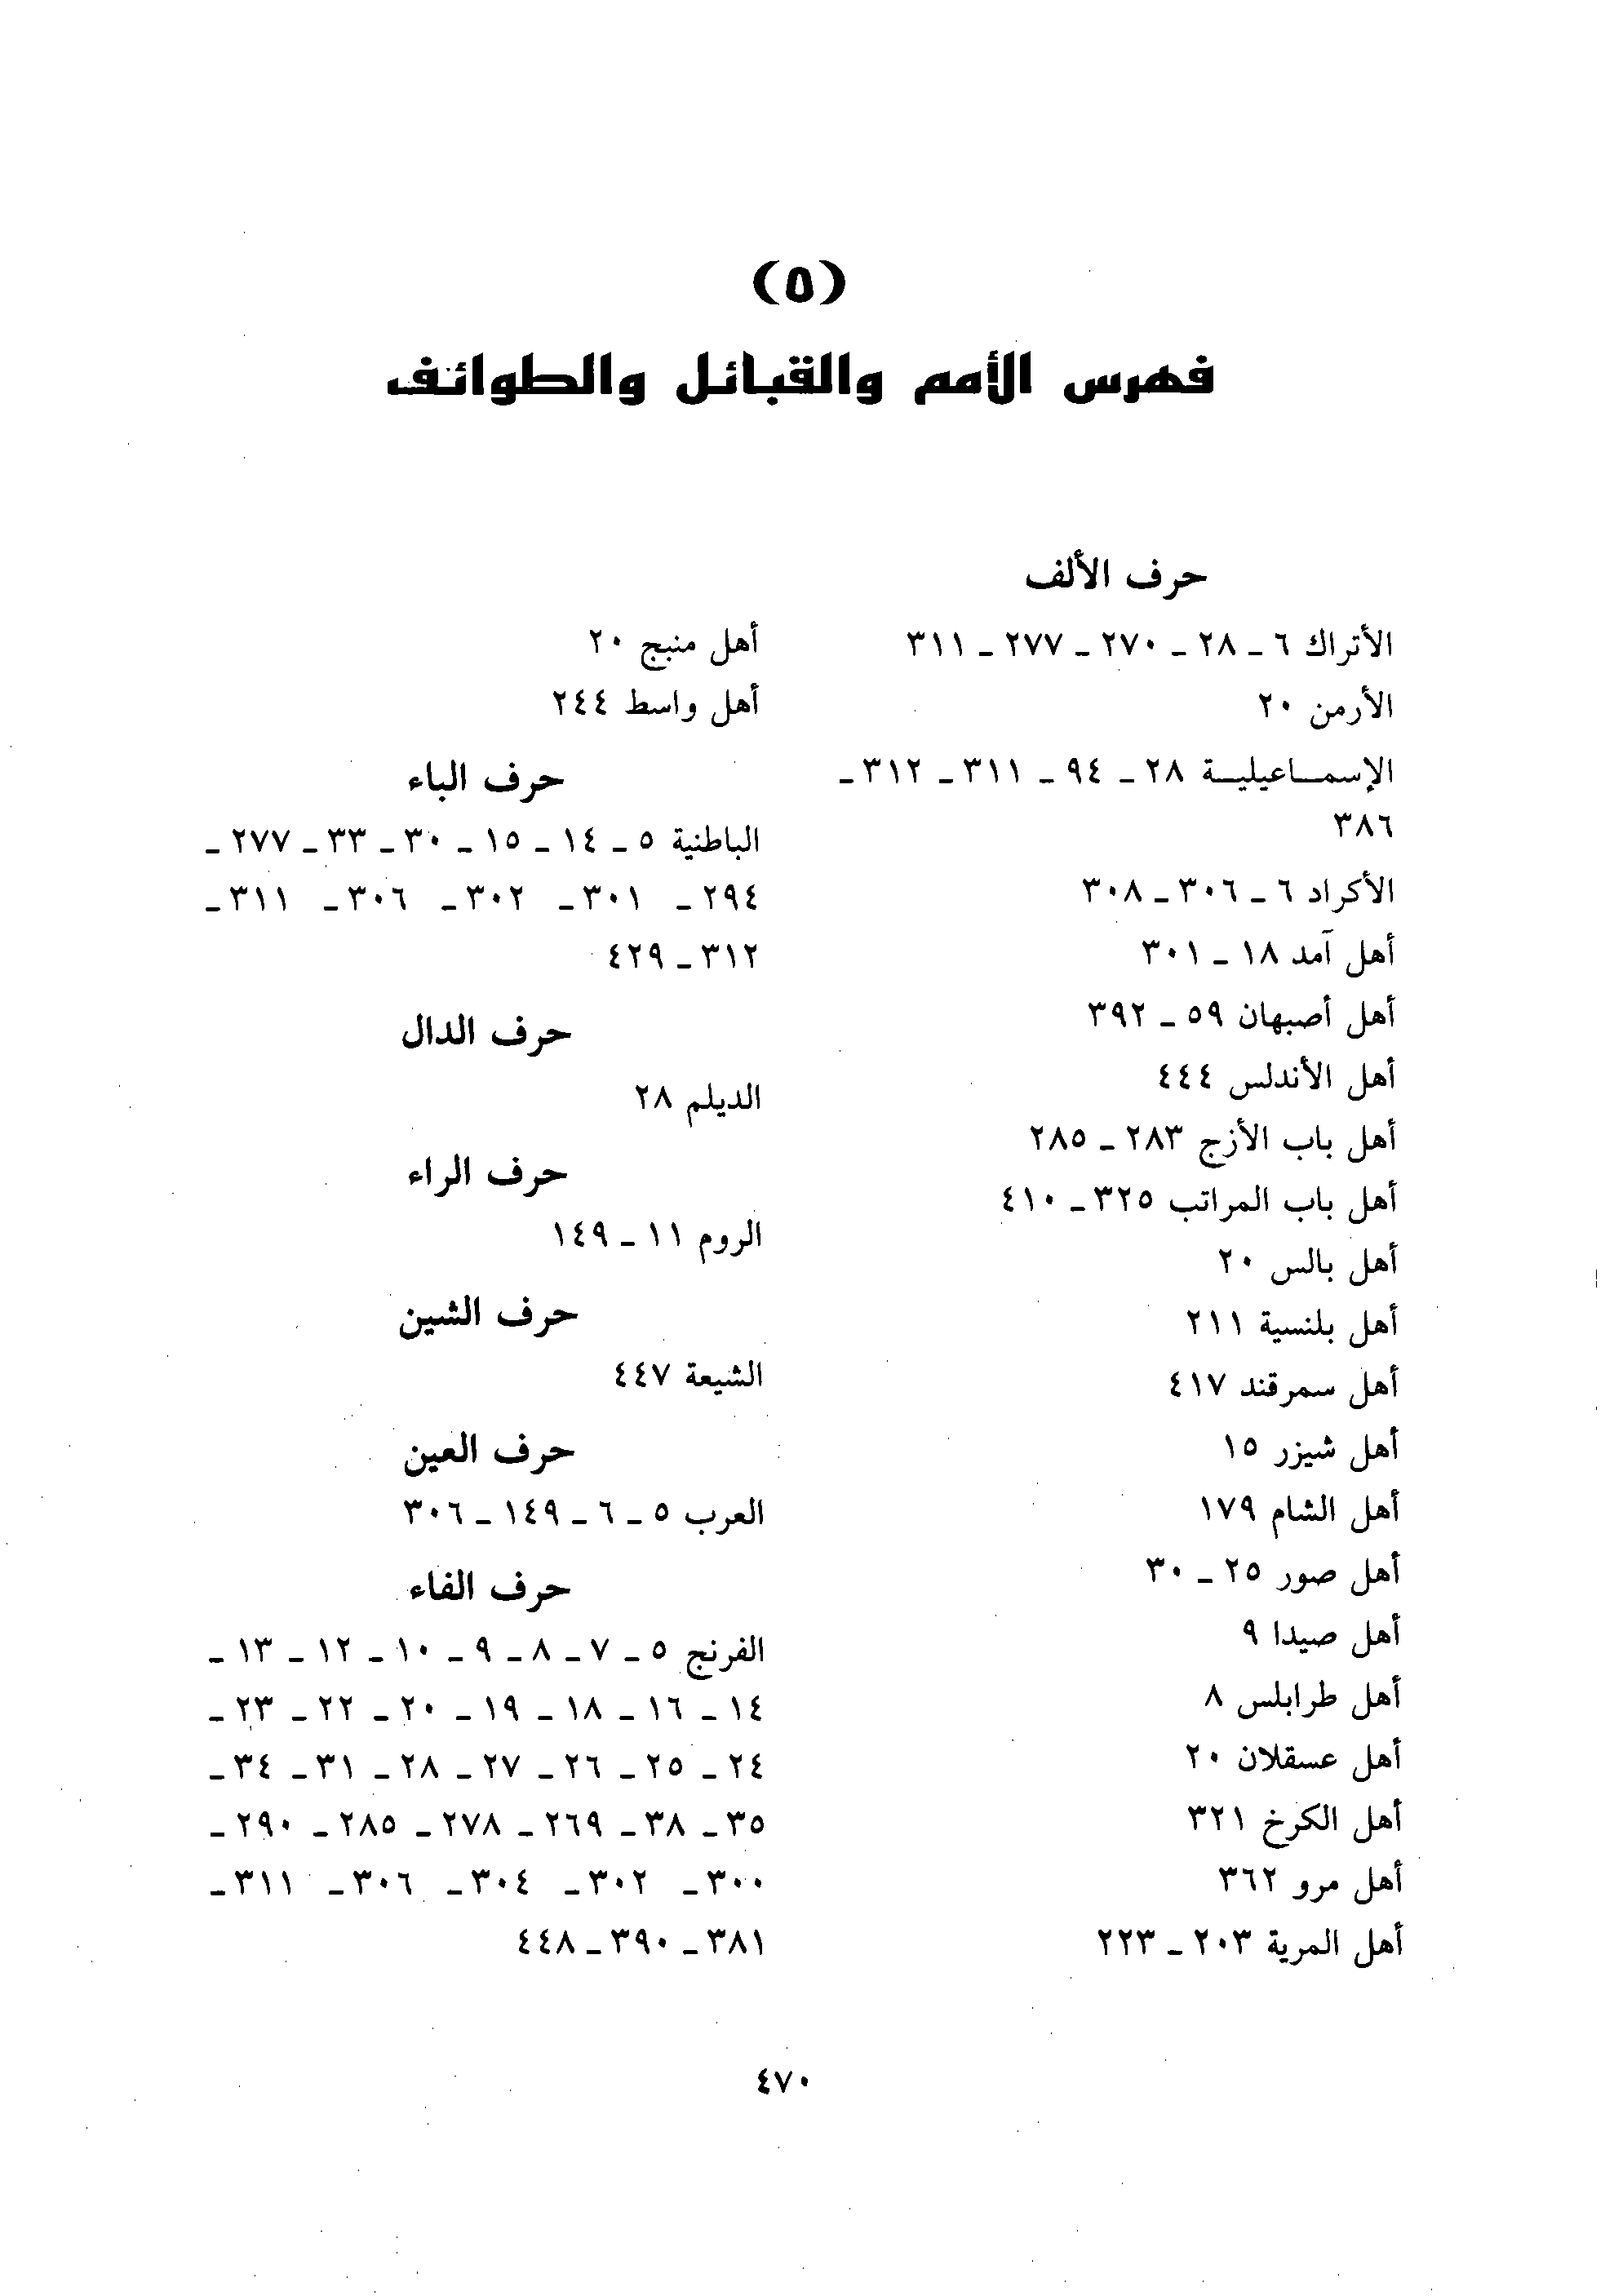 (٥)
فهرس الأمم والقبائل والطوائف
حرف الألف
الأتراك ٦ ـ ٢٨ ـ ٢٧٠ ـ ٢٧٧ ـ ٣١١
الأرمن ٢٠
الإسمـاعيليـة ٢٨ ـ ٩٤ ـ ٣١١ ـ ٣١٢ ـ
٣٨٦
الأكراد ٦ ـ ٣٠٦ ـ ٣٠٨
أهل آمد ١٨ ـ ٣٠١
أهل أصبهان ٥٩ ـ ٣٩٢
أهل الأندلس ٤٤٤
أهل باب الأزج ٢٨٣ ـ ٢٨٥
أهل باب المراتب ٣٢٥ ـ ٤١٠
أهل بالس ٢٠
أهل بلنسية ٢١١
أهل سمرقند ٤١٧
أهل شيزر ١٥
أهل الشام ١٧٩
أهل صور ٢٥ ـ ٣٠
أهل صيدا ٩
أهل طرابلس ٨
أهل عسقلان ٢٠
أهل الكرخ ٣٢١
أهل مرو ٣٦٢
أهل المرية ٢٠٣ ـ ٢٢٣
أهل منبج ٢٠
أهل واسط ٢٤٤
حرف الباء
الباطنية ٥ ـ ١٤ ـ ١٥ ـ ٣٠ ـ ٣٣ ـ ٢٧٧ ـ
٢٩٤ ـ ٣٠١ ـ ٣٠٢ ـ ٣٠٦ ـ ٣١١ ـ
٣١٢ ـ ٤٢٩
حرف الدال
الديلم ٢٨
حرف الراء
الروم ١١ ـ ١٤٩
حرف الشين
الشيعة ٤٤٧
حرف العين
العرب ٥ ـ ٦ ـ ١٤٩ ـ ٣٠٦
حرف الفاء
الفرنج ٥ ـ ٧ ـ ٨ ـ ٩ ـ ١٠ ـ ١٢ ـ ١٣ ـ
١٤ ـ ١٦ ـ ١٨ ـ ١٩ ـ ٢٠ ـ ٢٢ ـ ٢٣ ـ
٢٤ ـ ٢٥ ـ ٢٦ ـ ٢٧ ـ ٢٨ ـ ٣١ ـ ٣٤ ـ
٣٥ ـ ٣٨ ـ ٢٦٩ ـ ٢٧٨ ـ ٢٨٥ ـ ٢٩٠ ـ
٣٠٠ ـ ٣٠٢ ـ ٣٠٤ ـ ٣٠٦ ـ ٣١١ ـ
٣٨١ ـ ٣٩٠ ـ ٤٤٨
٤٧٠